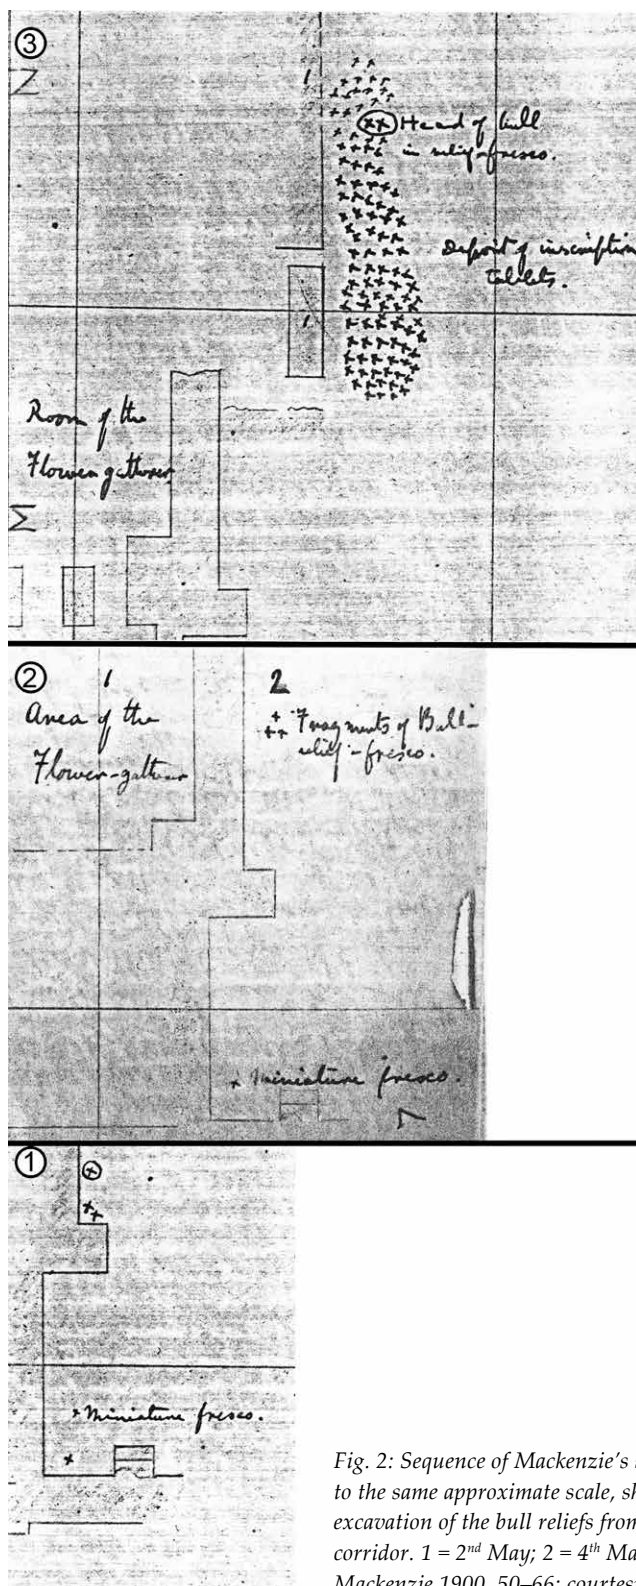 ③
N
1
Head of bull
in relief-fresco.
Deposit of inscription
tablets.
1
Room of the
Flower gatherer
M
②
1
2
Area of the
Flower-gatherer
Fragments of Bull-
relief-fresco.
Miniature fresco.
①
Miniature fresco.
Fig. 2: Sequence of Mackenzie's
to the same approximate scale,
excavation of the bull reliefs from
corridor. 1 = 2nd May; 2 = 4th
Mackenzie 1900, 50–66;